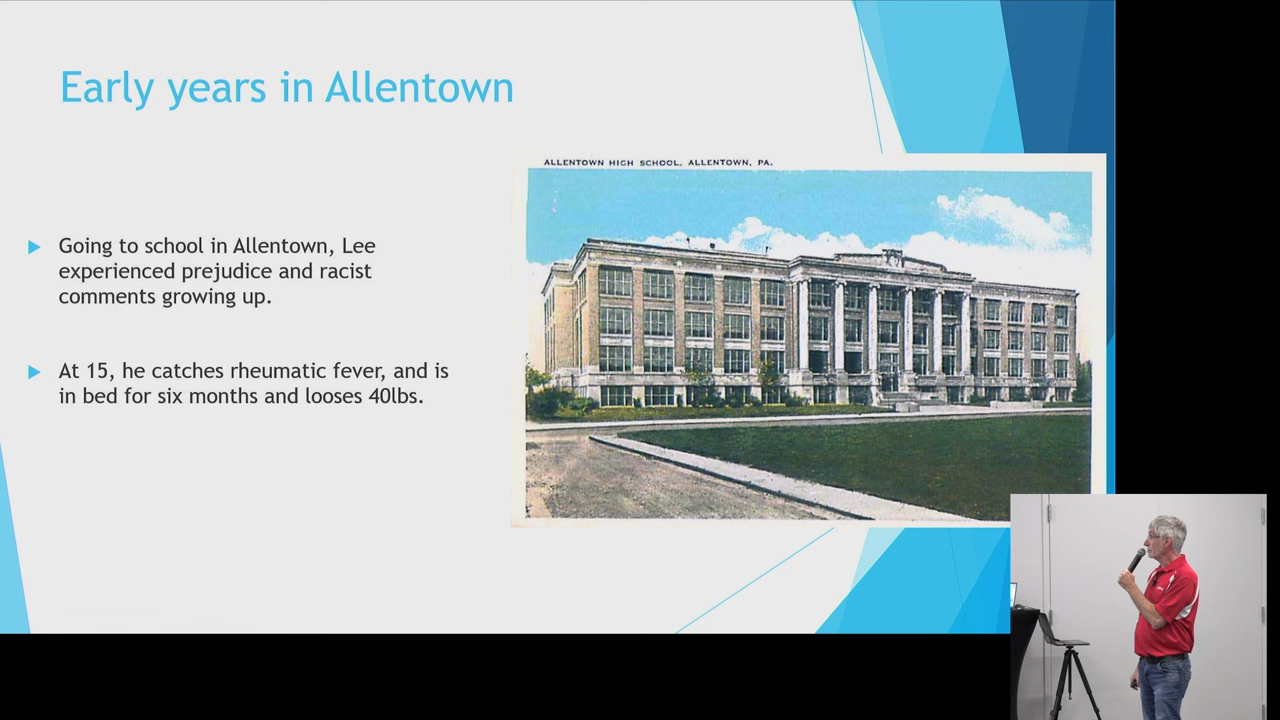 Early years in Allentown
ALLENTOWN HIGH SCHOOL, ALLENTOWN, PA.
Going to school in Allentown, Lee
experienced prejudice and racist
comments growing up.
At 15, he catches rheumatic fever, and is
in bed for six months and looses 40lbs.